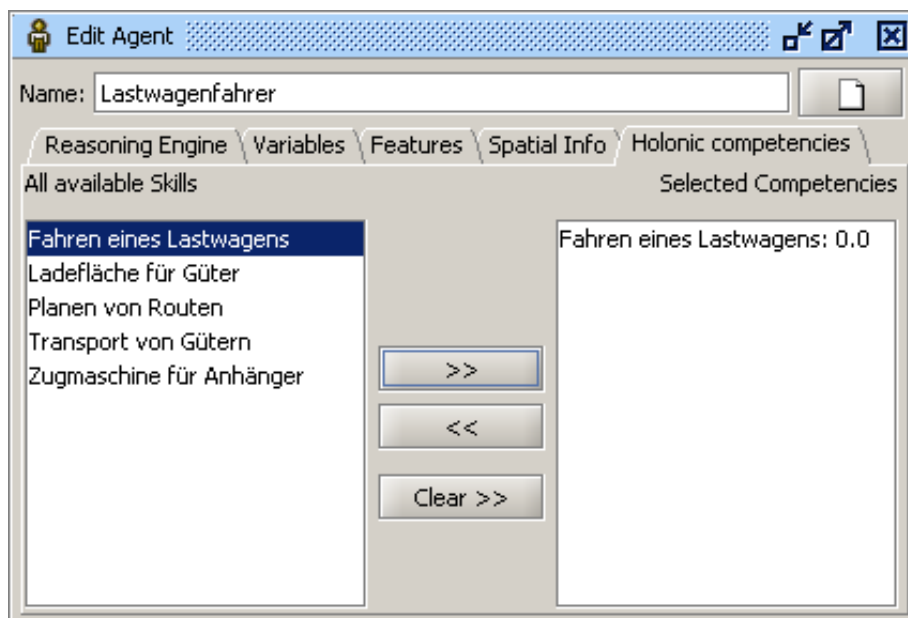 Edit Agent
Name: Lastwagenfahrer
Reasoning Engine Variables Features Spatial Info Holonic competencies
All available Skills Selected Competencies
Fahren eines Lastwagens
Ladefläche für Güter
Planen von Routen
Transport von Gütern
Zugmaschine für Anhänger
>>
<<
Clear >>
Fahren eines Lastwagens: 0.0